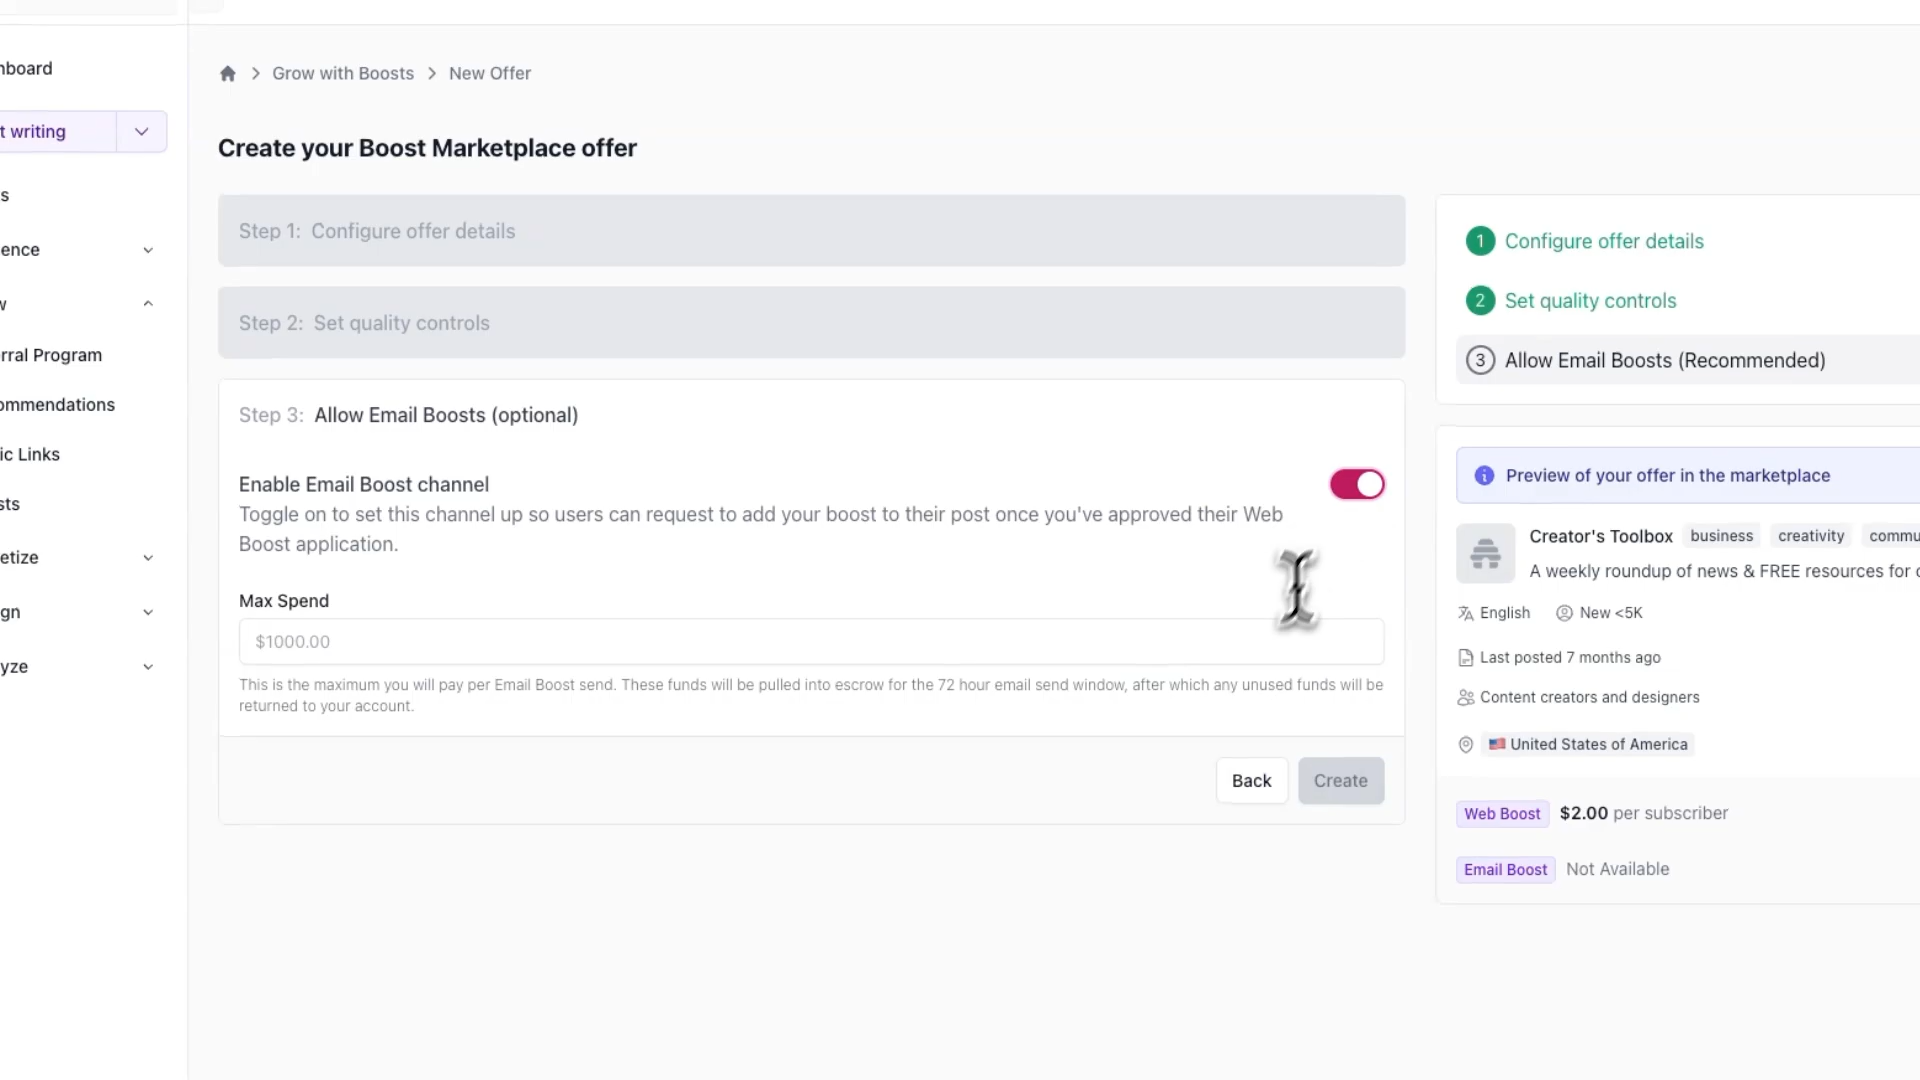 Grow with Boosts
New Offer
Create your Boost Marketplace offer
nboard
t writing
s
ence
v
rral Program
ommendations
ic Links
sts
etize
gn
yze
Step 1: Configure offer details
Step 2: Set quality controls
Step 3: Allow Email Boosts (optional)
Enable Email Boost channel
Toggle on to set this channel up so users can request to add your boost to their post once you've approved their Web
Boost application.
Max Spend
$1000.00
This is the maximum you will pay per Email Boost send. These funds will be pulled into escrow for the 72 hour email send window, after which any unused funds will be
returned to your account.
Back
Create
1 Configure offer details
2 Set quality controls
3 Allow Email Boosts (Recommended)
Preview of your offer in the marketplace
Creator's Toolbox business creativity commu
A weekly roundup of news & FREE resources for c
English New <5K
Last posted 7 months ago
Content creators and designers
United States of America
Web Boost $2.00 per subscriber
Email Boost Not Available